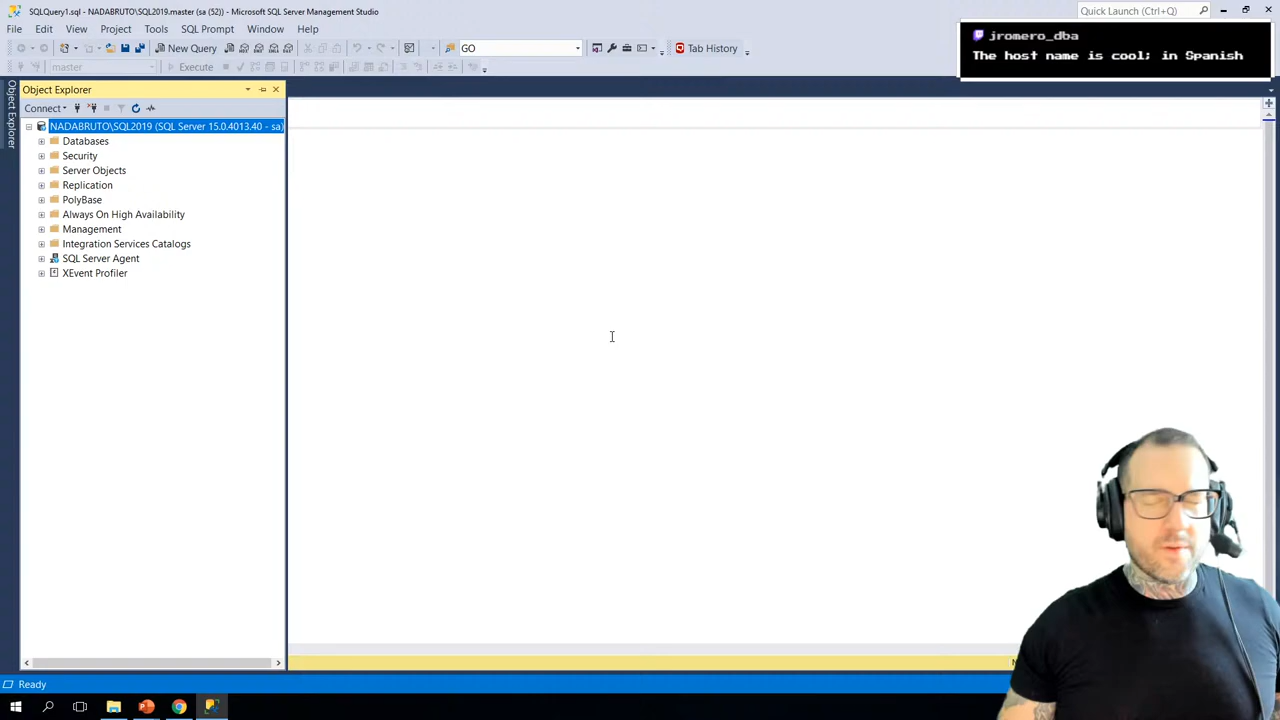 SQLQuery1.sql - NADABRUTO\SQL2019.master (sa (52)) - Microsoft SQL Server Management Studio
Quick Launch (Ctrl+Q)
File Edit View Project Tools SQL Prompt Window Help
jromero_dba
The host name is cool; in Spanish
New Query
GO
Tab History
master
Execute
Object Explorer
Object Explorer
Connect
NADABRUTO\SQL2019 (SQL Server 15.0.4013.40 - sa)
Databases
Security
Server Objects
Replication
PolyBase
Always On High Availability
Management
Integration Services Catalogs
SQL Server Agent
XEvent Profiler
Ready